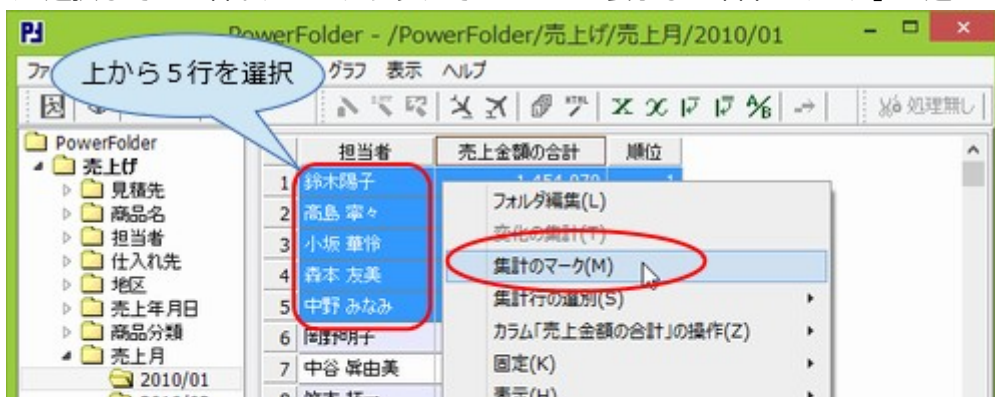 PowerFolder - /PowerFolder/売上げ/売上月/2010/01
上から5行を選択
グラフ 表示 ヘルプ
処理無し
PowerFolder
売上げ
見積先
商品名
担当者
仕入れ先
地区
売上年月日
商品分類
売上月
2010/01
担当者 売上金額の合計 順位
1 鈴木陽子 1
2 高島 寧々
3 小坂 華怜
4 森本 友美
5 中野 みなみ
6
7 中谷 眞由美
フォルダ編集(L)
変化の集計(T)
集計のマーク(M)
集計行の選別(S)
カラム「売上金額の合計」の操作(Z)
固定(K)
表示(H)